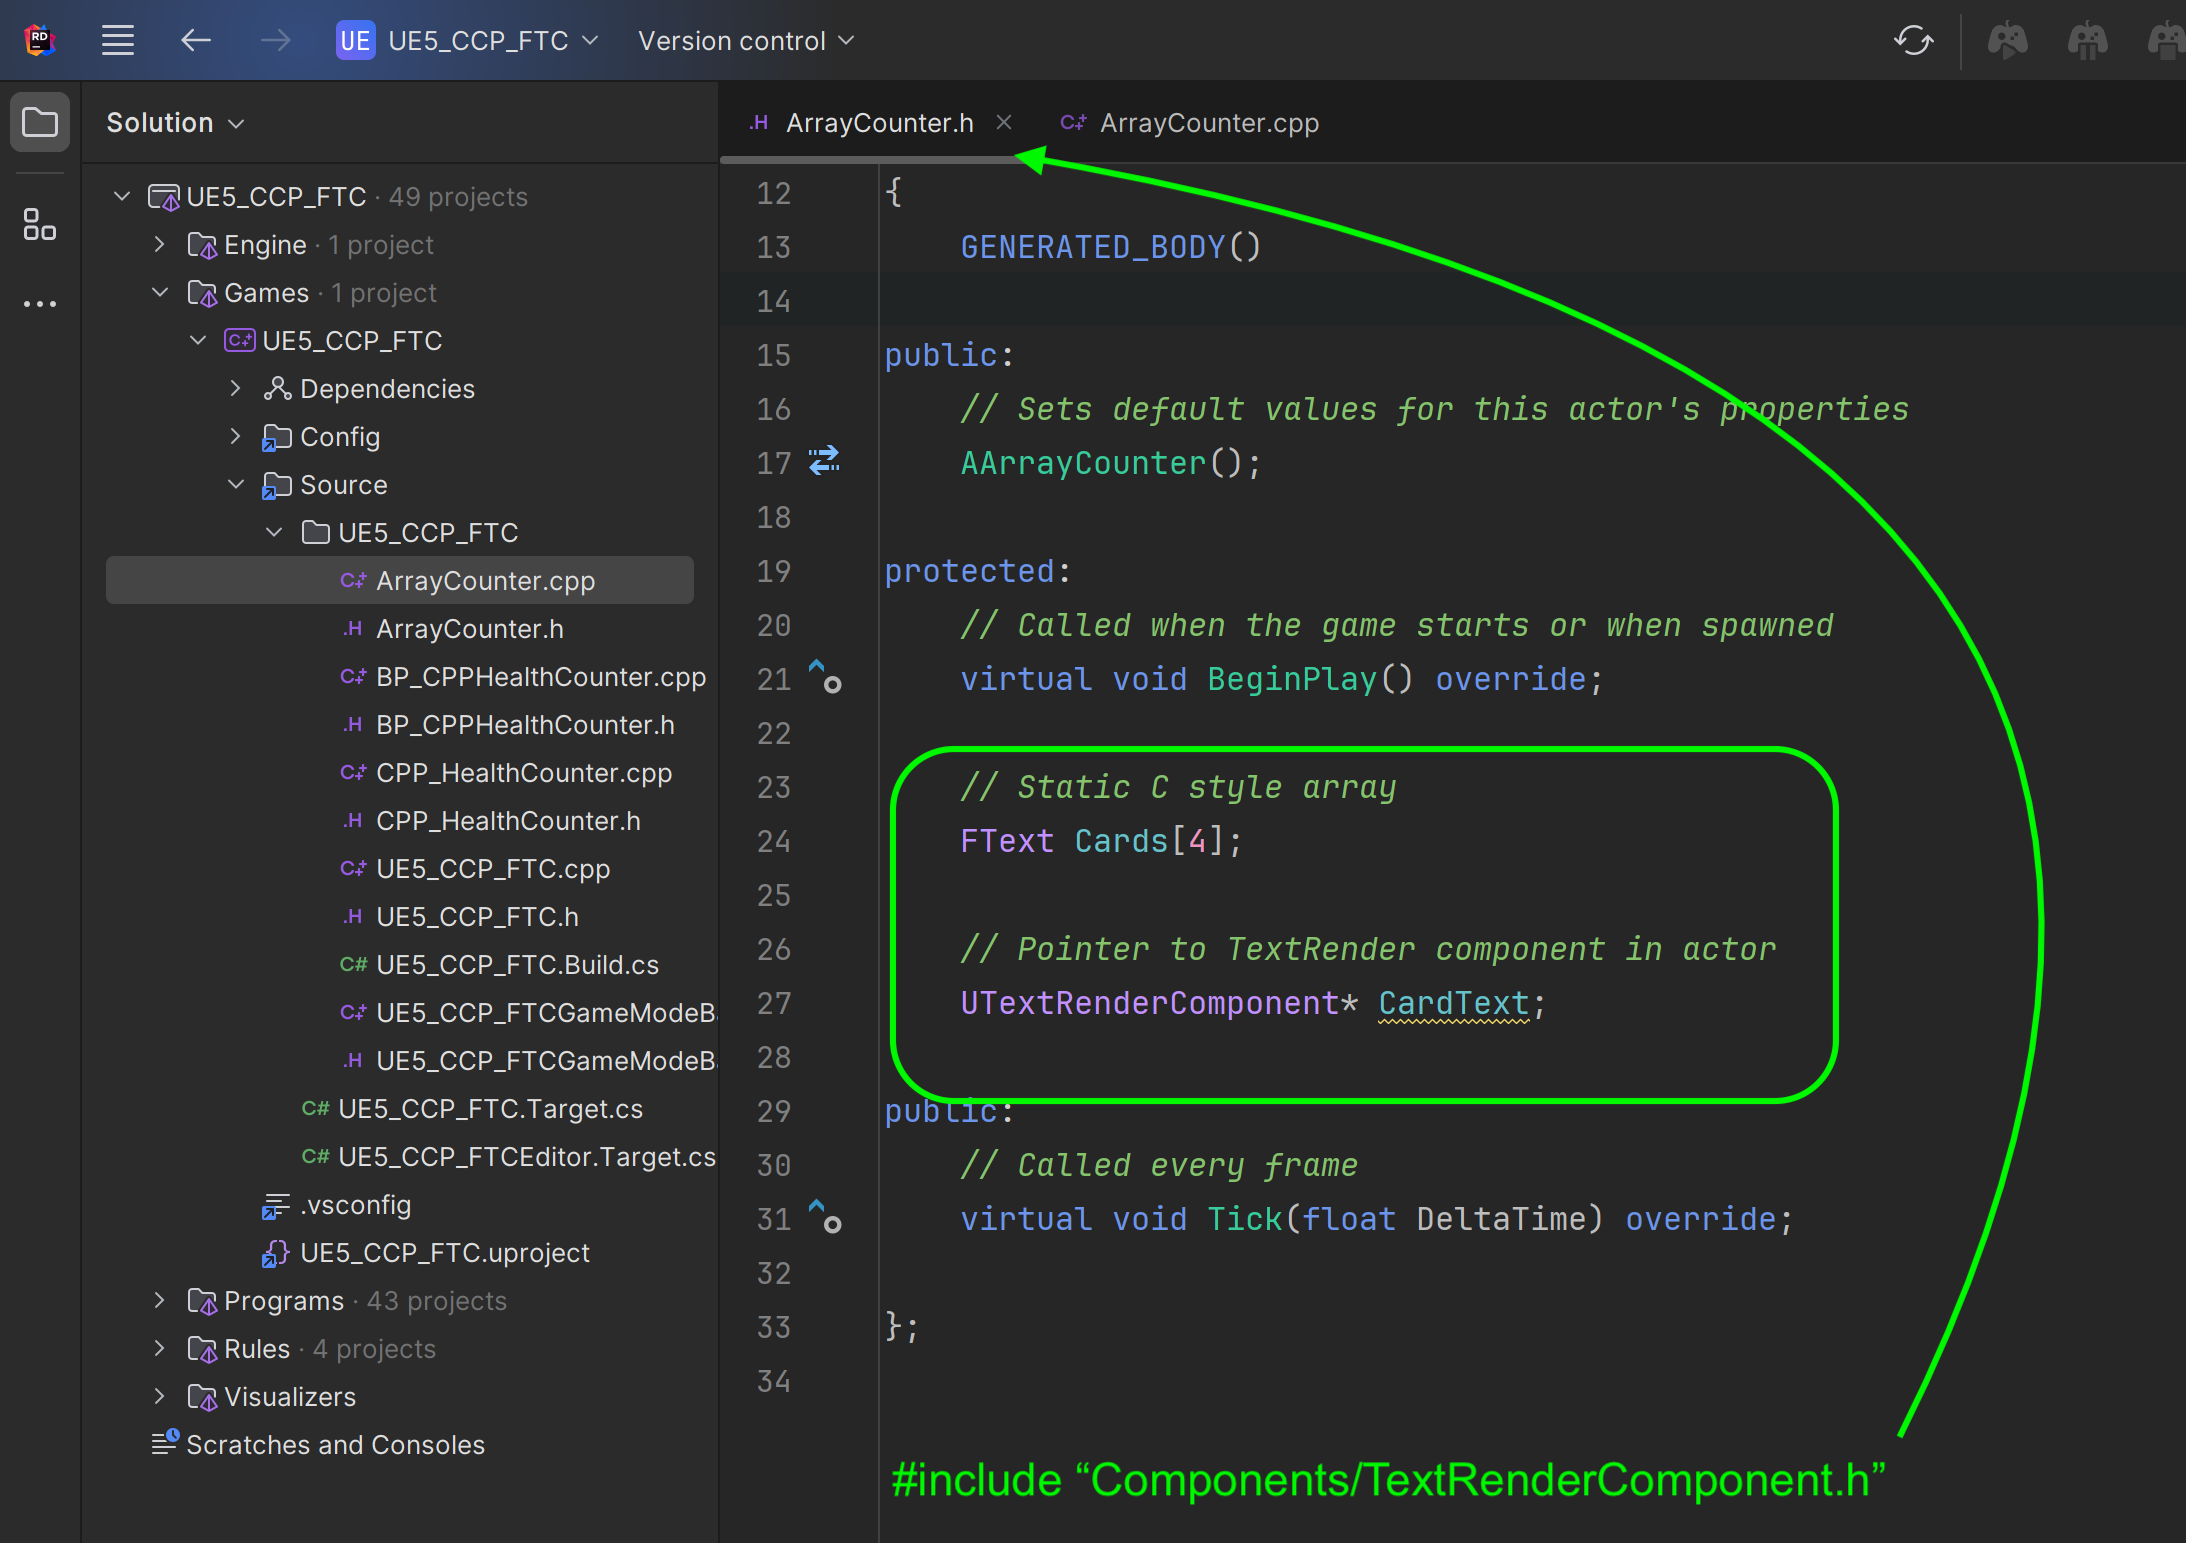 RD
UE UE5_CCP_FTC Version control
Solution
.H ArrayCounter.h C++ ArrayCounter.cpp
UE5_CCP_FTC · 49 projects
Engine · 1 project
Games · 1 project
C++ UE5_CCP_FTC
Dependencies
Config
Source
UE5_CCP_FTC
C++ ArrayCounter.cpp
.H ArrayCounter.h
C++ BP_CPPHealthCounter.cpp
.H BP_CPPHealthCounter.h
C++ CPP_HealthCounter.cpp
.H CPP_HealthCounter.h
C++ UE5_CCP_FTC.cpp
.H UE5_CCP_FTC.h
C# UE5_CCP_FTC.Build.cs
C++ UE5_CCP_FTCGameModeBa
.H UE5_CCP_FTCGameModeBa
C# UE5_CCP_FTC.Target.cs
C# UE5_CCP_FTCEditor.Target.cs
.vsconfig
UE5_CCP_FTC.uproject
Programs · 43 projects
Rules · 4 projects
Visualizers
Scratches and Consoles
12 {
13 GENERATED_BODY()
14
15 public:
16 // Sets default values for this actor's properties
17 AArrayCounter();
18
19 protected:
20 // Called when the game starts or when spawned
21 virtual void BeginPlay() override;
22
23 // Static C style array
24 FText Cards[4];
25
26 // Pointer to TextRender component in actor
27 UTextRenderComponent* CardText;
28
29 public:
30 // Called every frame
31 virtual void Tick(float DeltaTime) override;
32
33 };
34
#include “Components/TextRenderComponent.h”